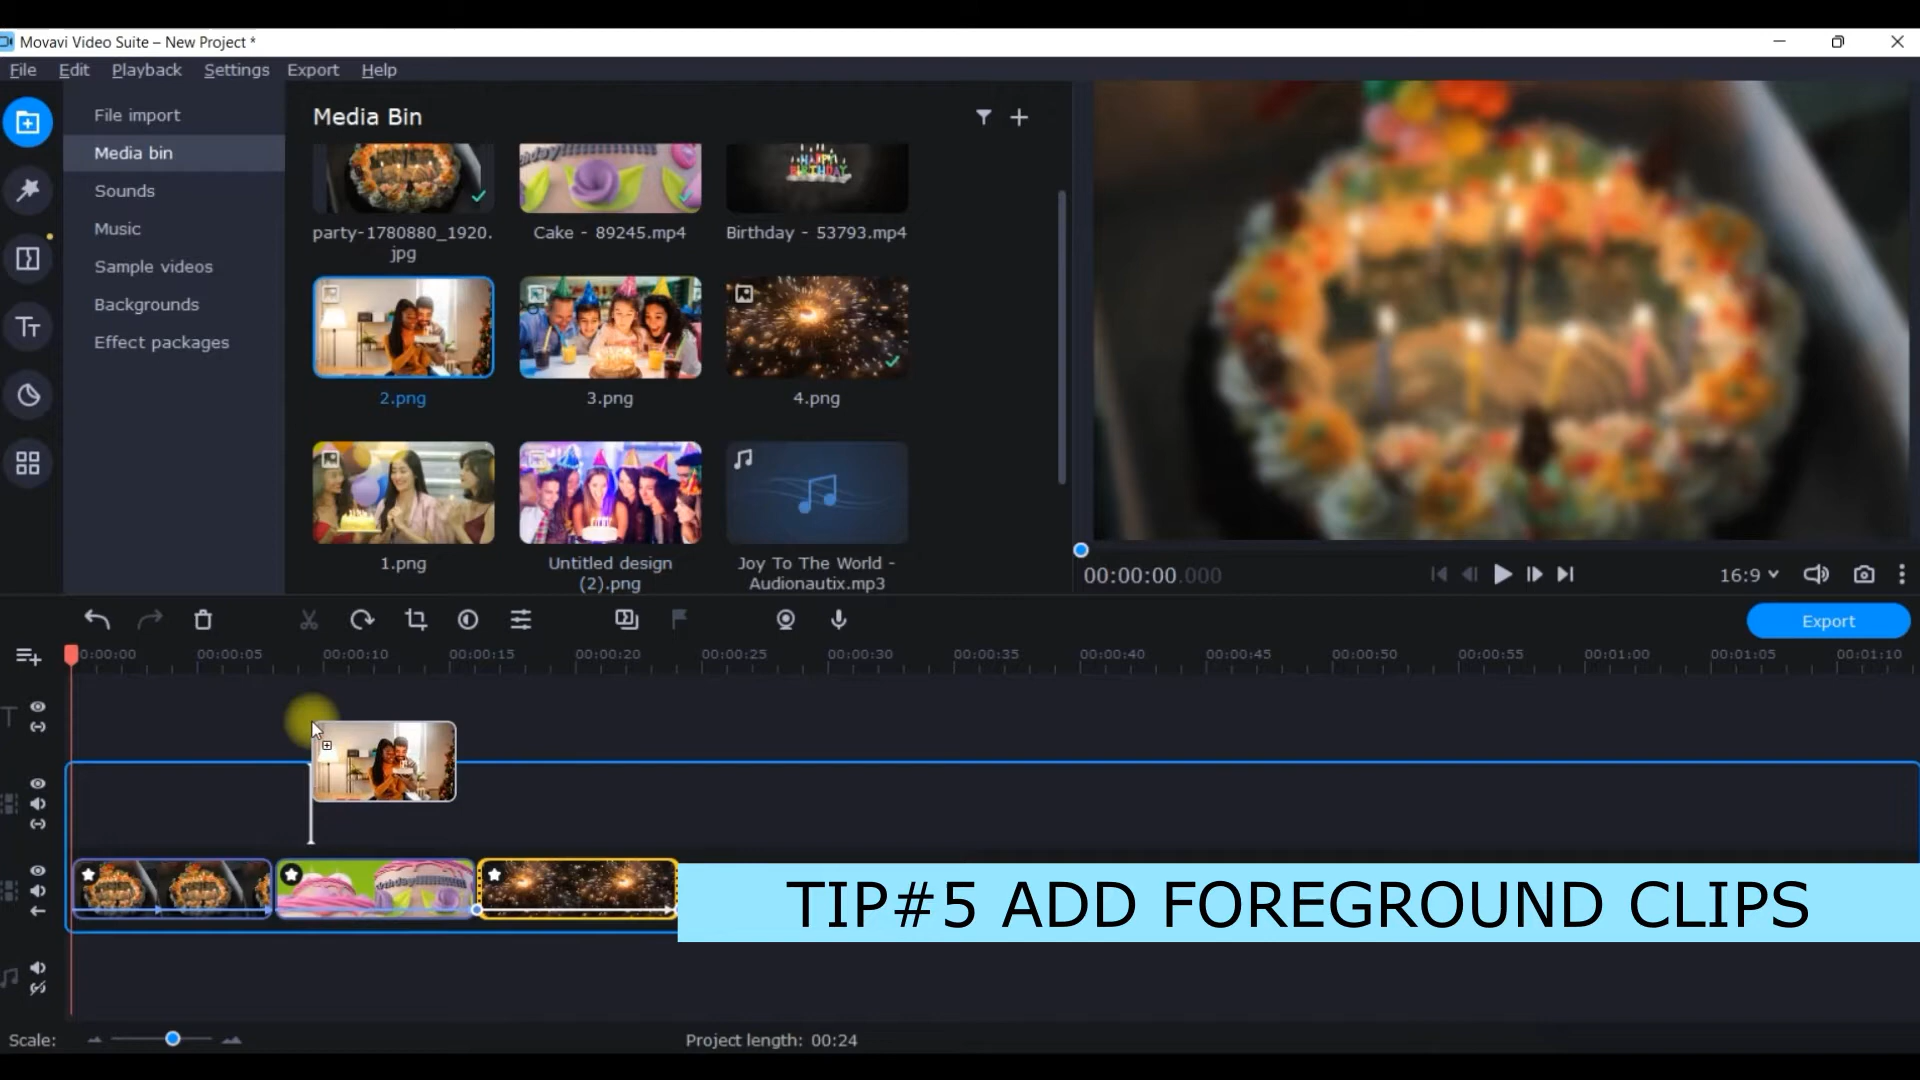 Movavi Video Suite – New Project *
File Edit Playback Settings Export Help
File import
Media bin
Sounds
Music
Sample videos
Backgrounds
Effect packages
Media Bin
HAPPY
BIRTHDAY
party-1780880_1920.
jpg
Cake - 89245.mp4
Birthday - 53793.mp4
2.png
3.png
4.png
1.png
Untitled design
(2).png
Joy To The World -
Audionautix.mp3
00:00:00.000
16:9
Export
0:00:00 00:00:05 00:00:10 00:00:15 00:00:20 00:00:25 00:00:30 00:00:35 00:00:40 00:00:45 00:00:50 00:00:55 00:01:00 00:01:05 00:01:10
TIP#5 ADD FOREGROUND CLIPS
Scale:
Project length: 00:24